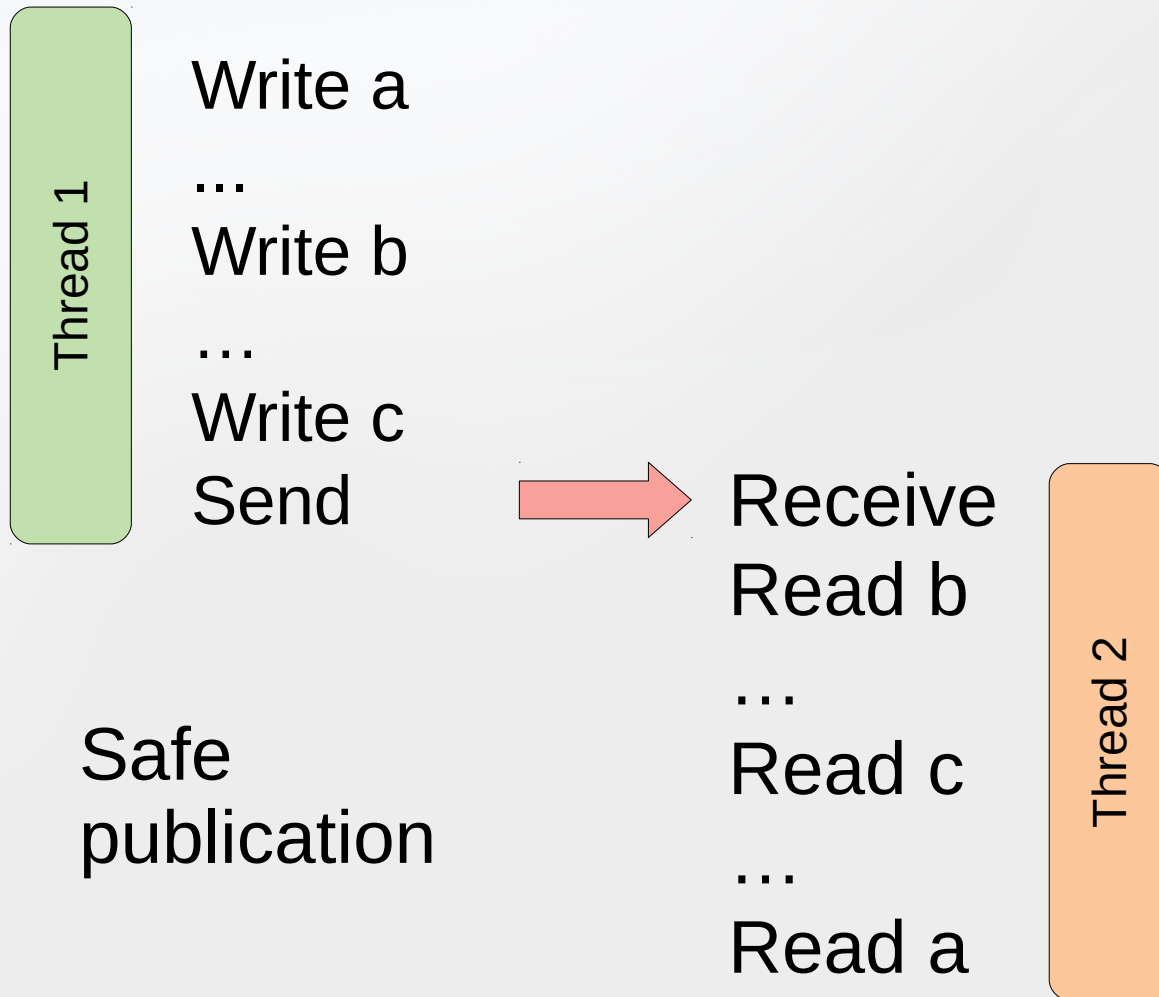 Thread 1
Write a
...
Write b
…
Write c
Send
Receive
Read b
…
Read c
…
Read a
Thread 2
Safe
publication